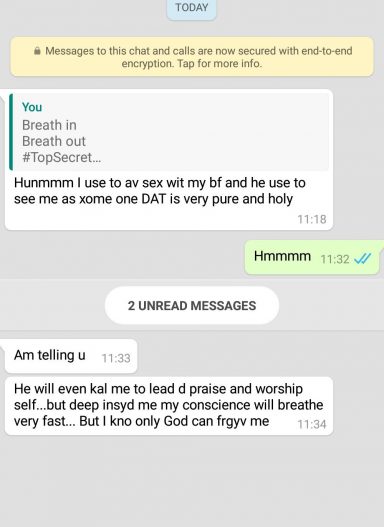 TODAY
Messages to this chat and calls are now secured with end-to-end
encryption. Tap for more info.
You
Breath in
Breath out
#TopSecret...
Hunmmm I use to av sex wit my bf and he use to
see me as xome one DAT is very pure and holy
11:18
Hmmmm 11:32
2 UNREAD MESSAGES
Am telling u 11:33
He will even kal me to lead d praise and worship
self...but deep insyd me my conscience will breathe
very fast... But I kno only God can frgyv me 11:34